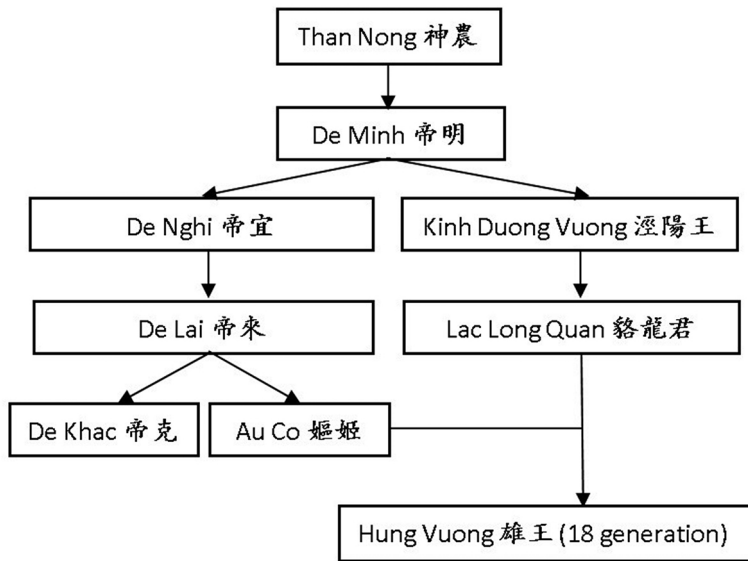 Than Nong 神農
De Minh 帝明
De Nghi 帝宜
Kinh Duong Vuong 涇陽王
De Lai 帝來
Lac Long Quan 貉龍君
De Khac 帝克
Au Co 嫗姬
Hung Vuong 雄王 (18 generation)